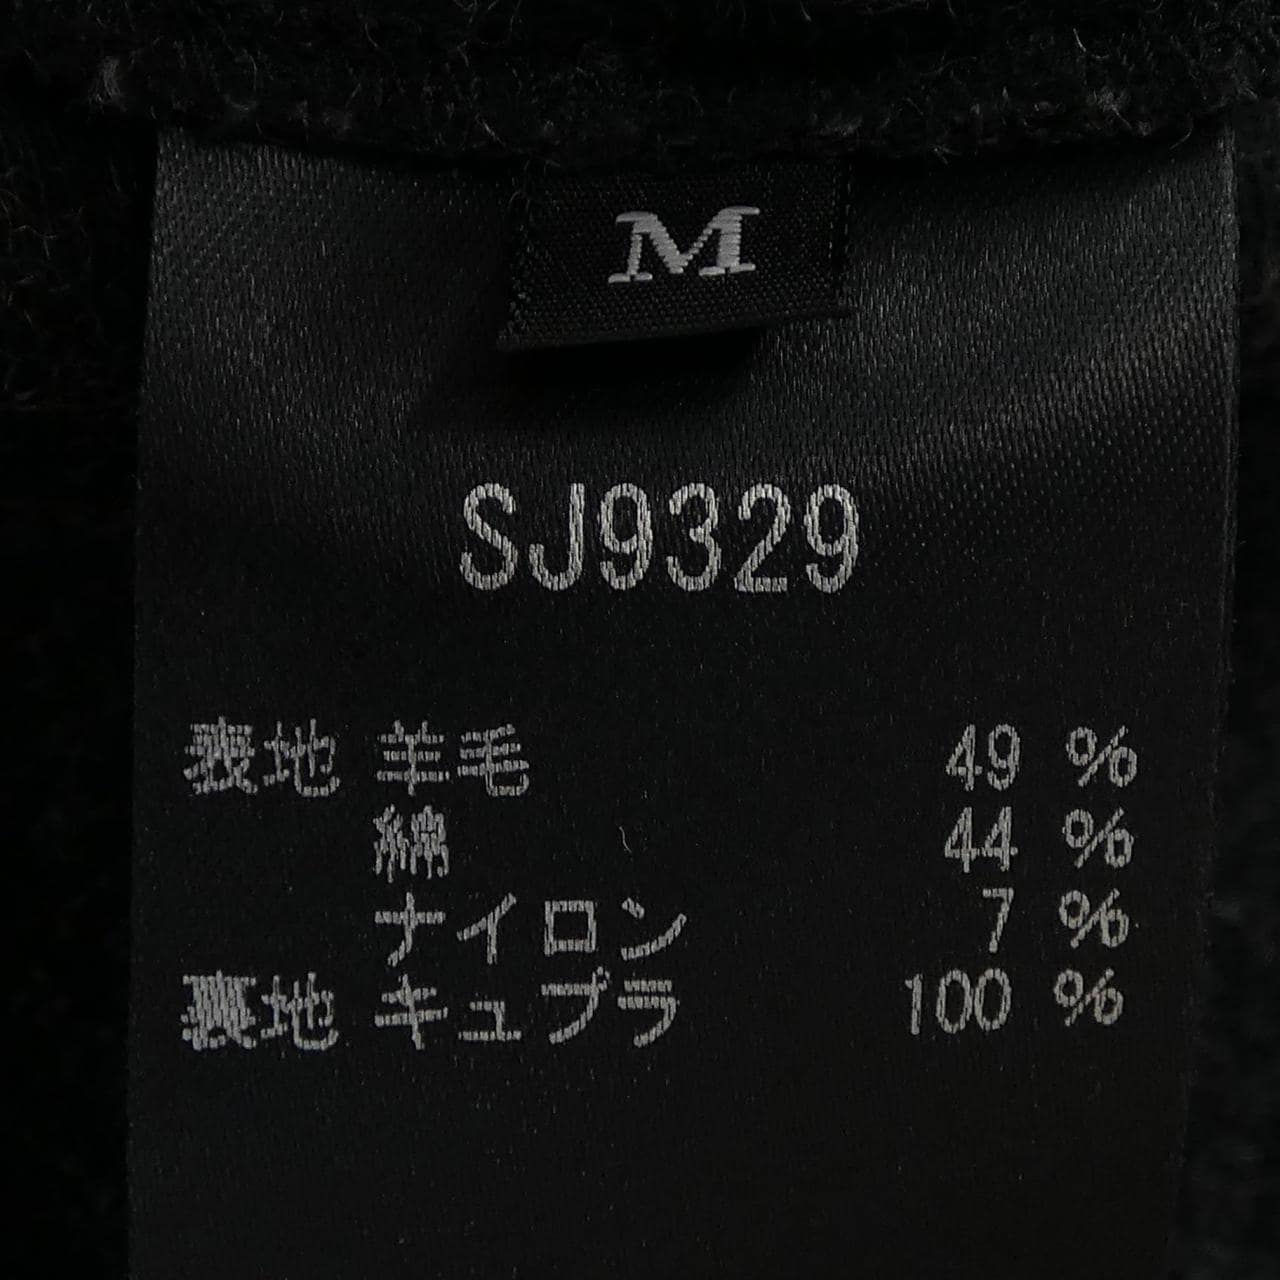 M
SJ9329
表地 羊毛 49 %
綿 44 %
ナイロン 7 %
裏地 キュプラ 100 %